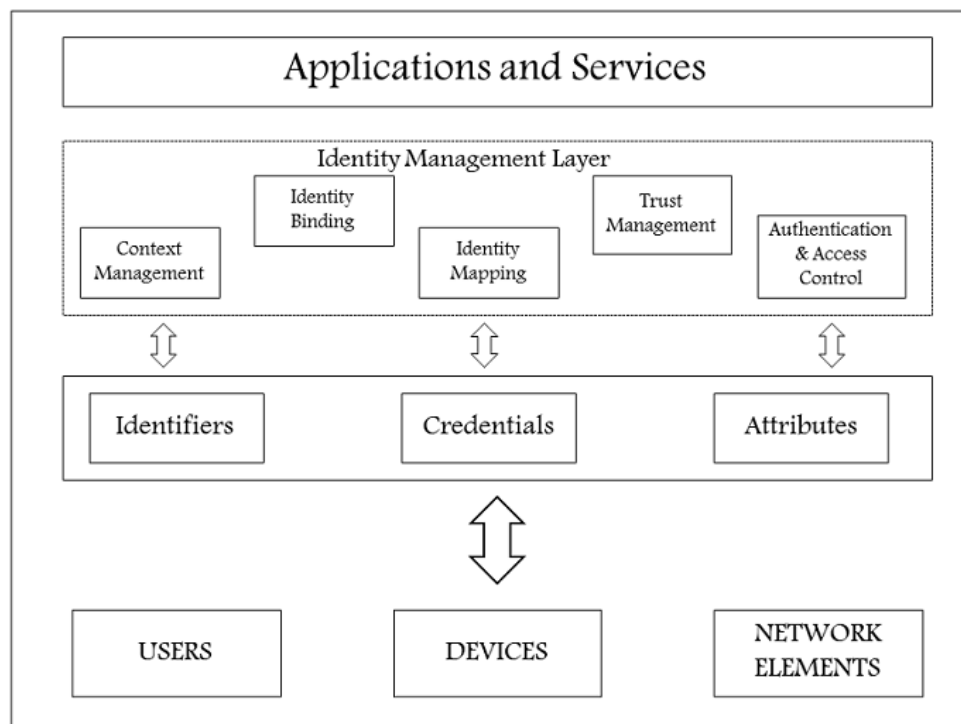 Applications and Services
Identity Management Layer
Identity
Binding
Trust
Management
Context
Management
Identity
Mapping
Authentication
& Access
Control
Identifiers
Credentials
Attributes
USERS
DEVICES
NETWORK
ELEMENTS